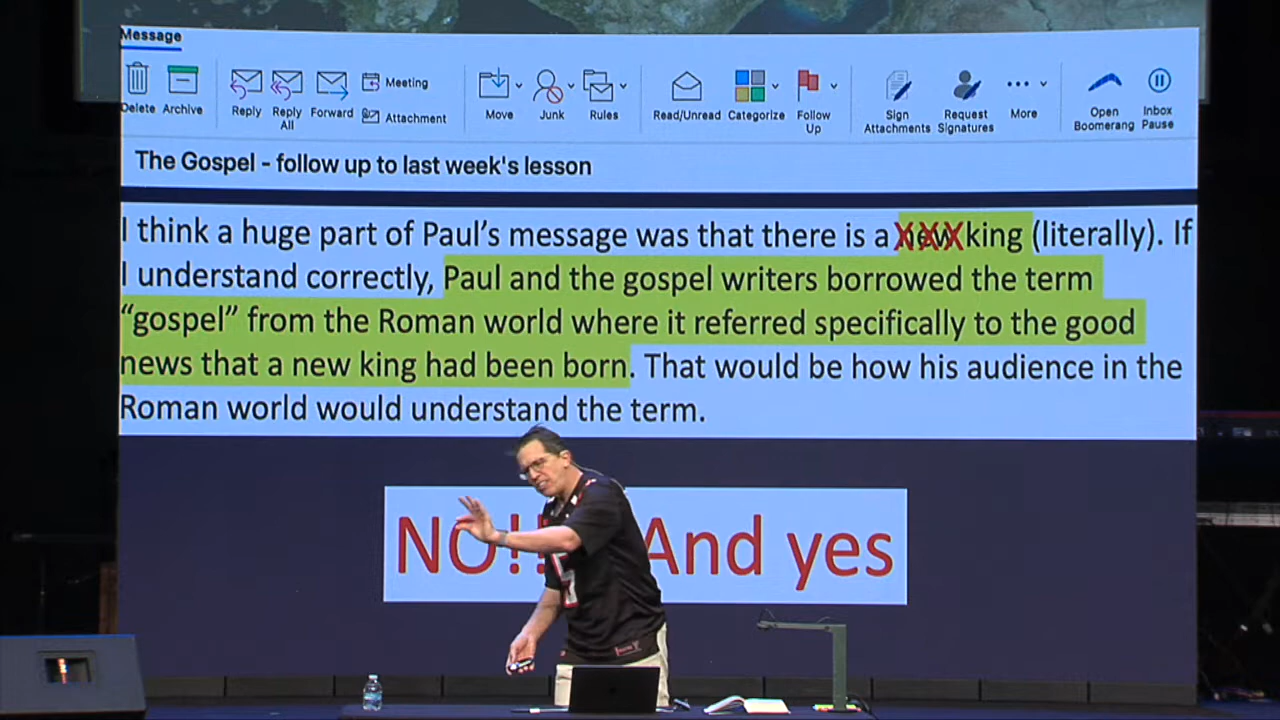 Message
Delete
Archive
Reply
Reply All
Forward
Meeting
Attachment
Move
Junk
Rules
Read/Unread
Categorize
Follow Up
Sign Attachments
Request Signatures
More
Open Boomerang
Inbox Pause
The Gospel - follow up to last week's lesson
I think a huge part of Paul's message was that there is a new XXX king (literally). If
I understand correctly, Paul and the gospel writers borrowed the term
“gospel” from the Roman world where it referred specifically to the good
news that a new king had been born. That would be how his audience in the
Roman world would understand the term.
NO!! And yes
5